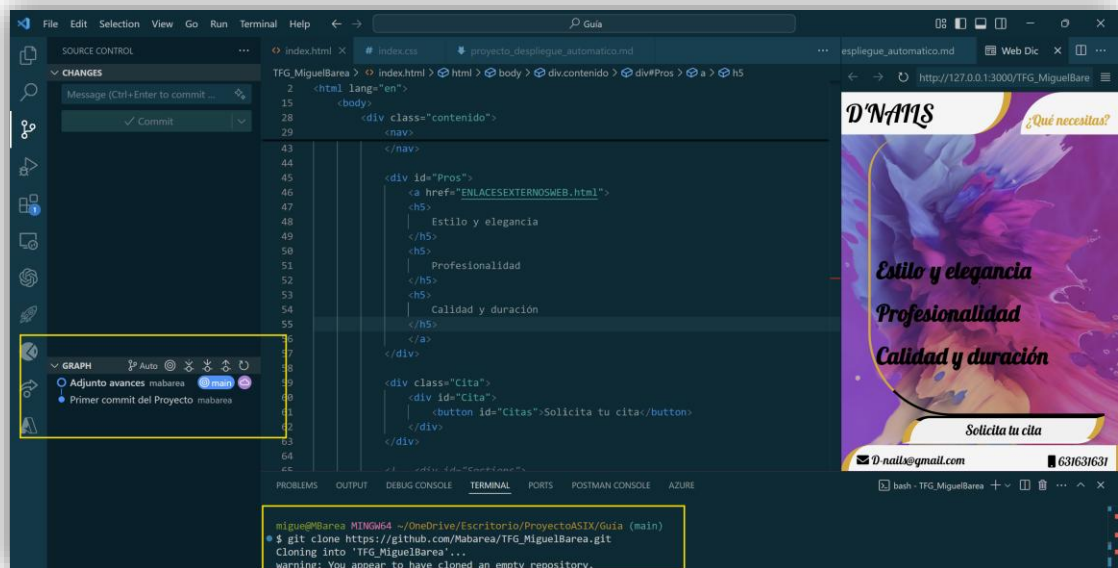 File Edit Selection View Go Run Terminal Help
Guía
SOURCE CONTROL
CHANGES
Message (Ctrl+Enter to commit ...
Commit
GRAPH
Auto
Adjunto avances mabarea main
Primer commit del Proyecto mabarea
index.html
index.css
proyecto_despliegue_automatico.md
TFG_MiguelBarea > index.html > html > body > div.contenido > div#Pros > a > h5
2 <html lang="en">
15 <body>
28 <div class="contenido">
29 <nav>
43 </nav>
44
45 <div id="Pros">
46 <a href="ENLACESEXTERNOSWEB.html">
47 <h5>
48 Estilo y elegancia
49 </h5>
50 <h5>
51 Profesionalidad
52 </h5>
53 <h5>
54 Calidad y duración
55 </h5>
56 </a>
57 </div>
58
59 <div class="Cita">
60 <div id="Cita">
61 <button id="Citas">Solicita tu cita</button>
62 </div>
63 </div>
64
65 <!-- <div id="Sections">
PROBLEMS OUTPUT DEBUG CONSOLE TERMINAL PORTS POSTMAN CONSOLE AZURE
bash - TFG_MiguelBarea
migue@MBarea MINGW64 ~/OneDrive/Escritorio/ProyectoASIX/Guía (main)
$ git clone https://github.com/Mabarea/TFG_MiguelBarea.git
Cloning into 'TFG_MiguelBarea'...
warning: You appear to have cloned an empty repository.
espliegue_automatico.md
Web Dic
http://127.0.0.1:3000/TFG_MiguelBare
D'NAILS
¿Qué necesitas?
Estilo y elegancia
Profesionalidad
Calidad y duración
Solicita tu cita
D-nails@gmail.com
631631631